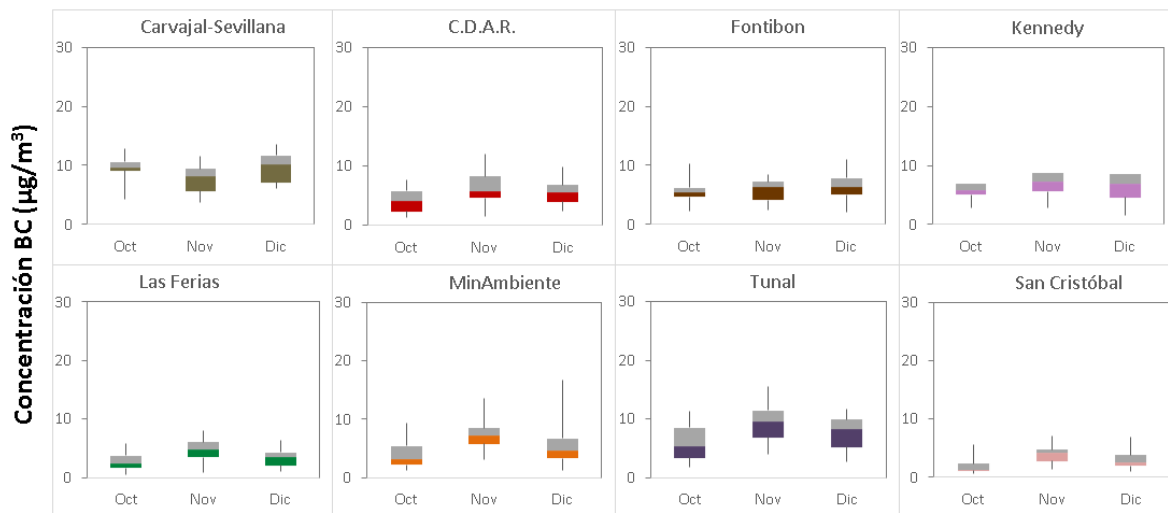 Concentración BC (µg/m³)
Carvajal-Sevillana
30
20
10
0
Oct Nov Dic
C.D.A.R.
30
20
10
0
Oct Nov Dic
Fontibon
30
20
10
0
Oct Nov Dic
Kennedy
30
20
10
0
Oct Nov Dic
Las Ferias
30
20
10
0
Oct Nov Dic
MinAmbiente
30
20
10
0
Oct Nov Dic
Tunal
30
20
10
0
Oct Nov Dic
San Cristóbal
30
20
10
0
Oct Nov Dic